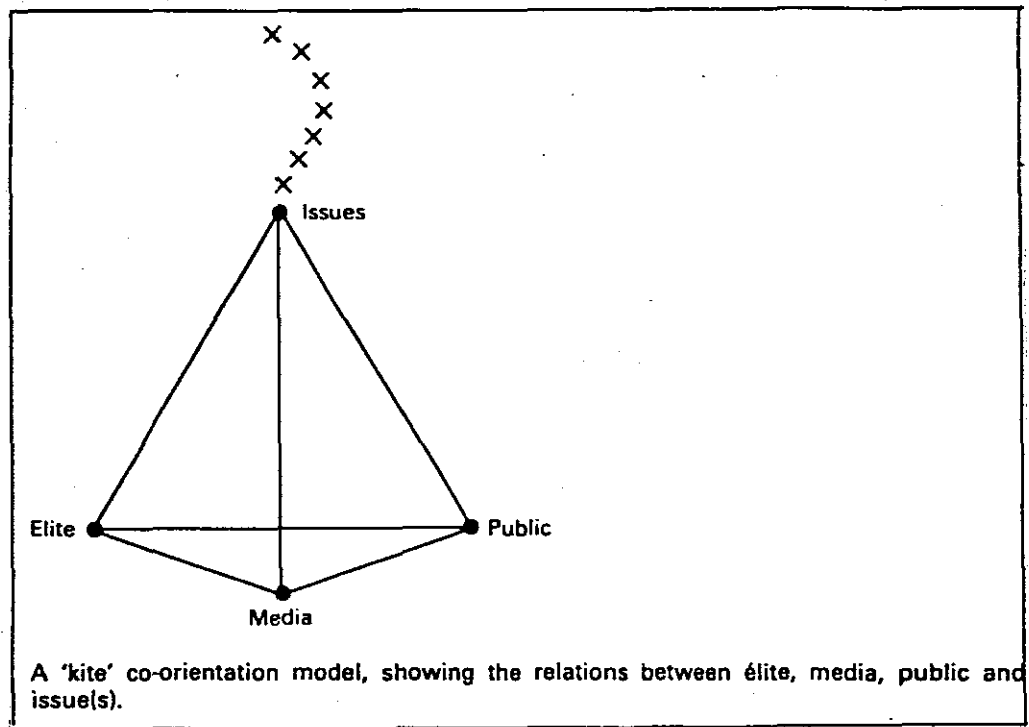 Issues
Elite
Public
Media
A 'kite' co-orientation model, showing the relations between élite, media, public and
issue(s).